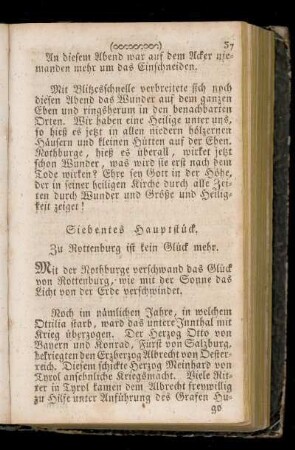 (∞∞∞∞∞) 37
An diesem Abend war auf dem Acker nie-
manden mehr um das Einschneiden.
Mit Blitzesschnelle verbreitete sich noch
diesen Abend das Wunder auf dem ganzen
Eben und ringsherum in den benachbarten
Orten. Wir haben eine Heilige unter uns,
so hieß es jetzt in allen niedern hölzernen
Häusern und kleinen Hütten auf der Eben.
Nothburge, hieß es überall, wirket jetzt
schon Wunder, was wird sie erst nach dem
Tode wirken? Ehre sey Gott in der Höhe,
der in seiner heiligen Kirche durch alle Zei-
ten durch Wunder und Größe und Heilig-
keit zeiget!
Siebentes Hauptstück.
Zu Rottenburg ist kein Glück mehr.
Mit der Nothburge verschwand das Glück
von Rottenburg, wie mit der Sonne das
Licht von der Erde verschwindet.
Noch im nämlichen Jahre, in welchem
Ottilia starb, ward das untere Innthal mit
Krieg überzogen. Der Herzog Otto von
Bayern und Konrad, Fürst von Salzburg,
bekriegten den Erzherzog Albrecht von Oester-
reich. Diesem schickte Herzog Meinhard von
Tyrol ansehnliche Kriegsmacht. Viele Rit-
ter in Tyrol kamen dem Albrecht freywillig
zu Hilfe unter Anführung des Grafen Hu-
go